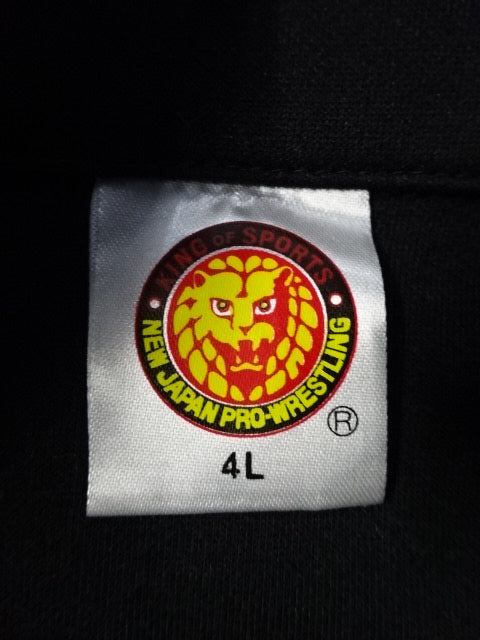 KING OF SPORTS
NEW JAPAN PRO-WRESTLING
®
4L